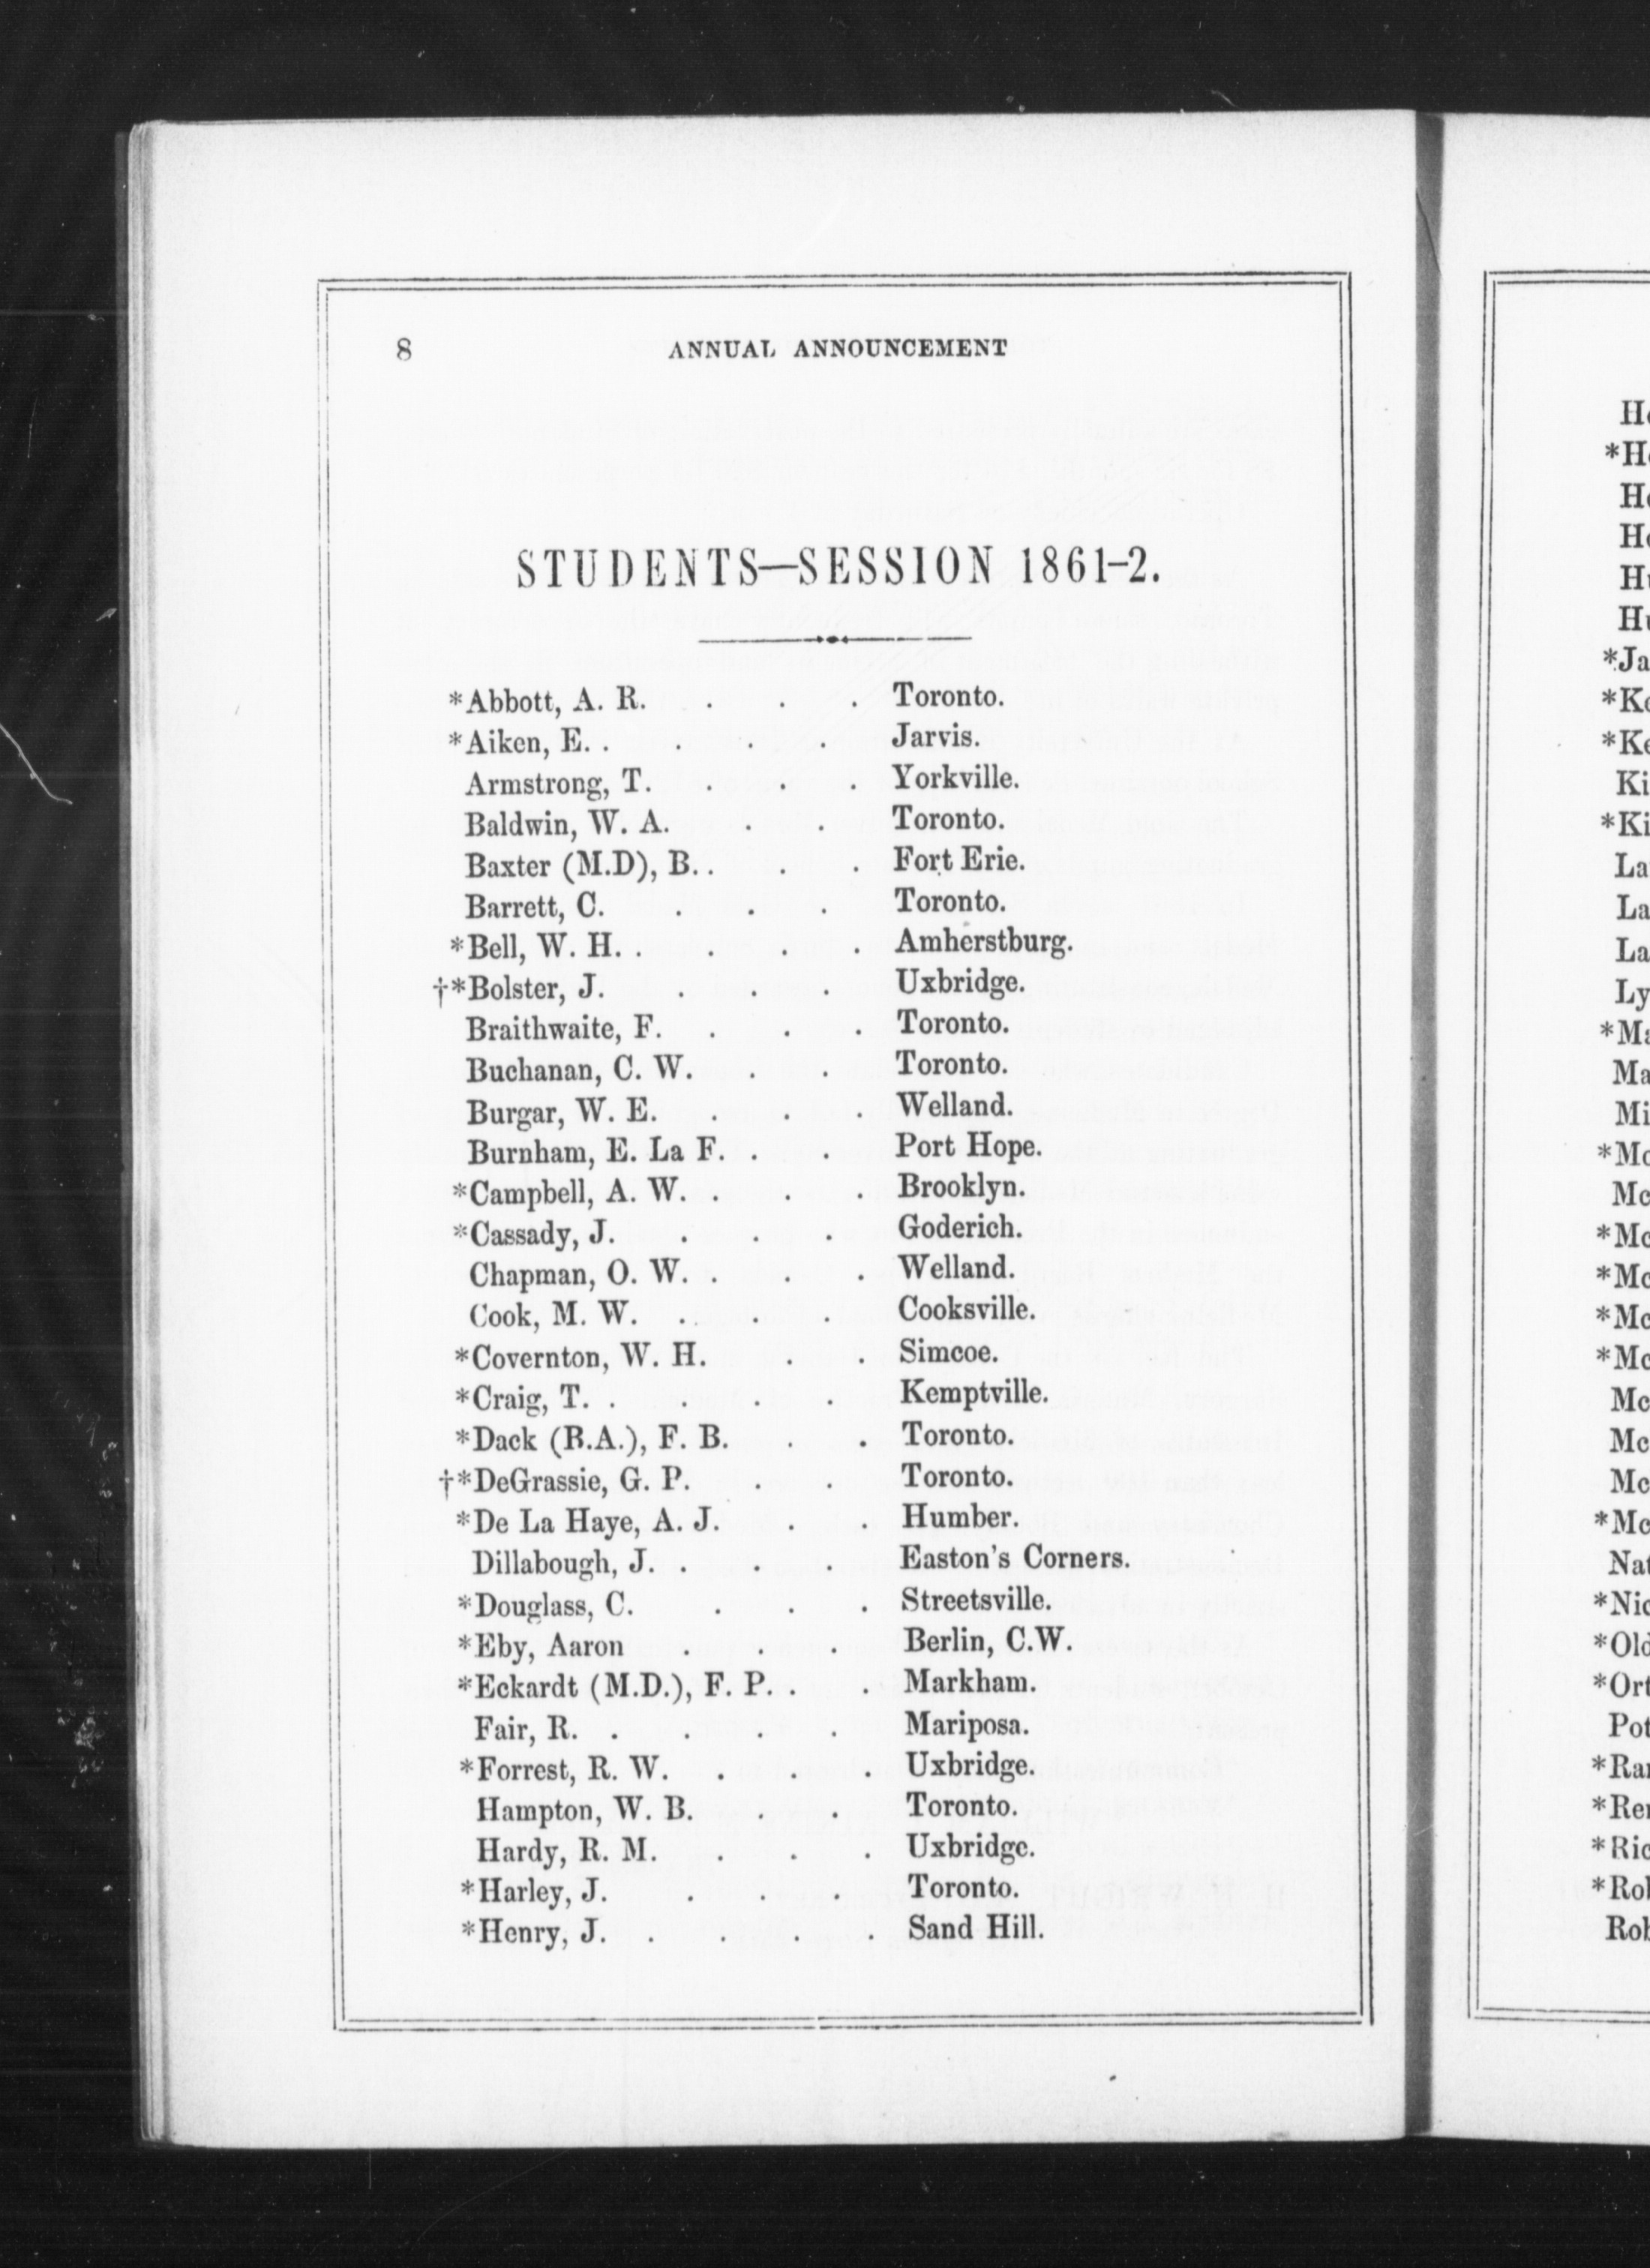 8 ANNUAL ANNOUNCEMENT
STUDENTS—SESSION 1861–2.
*Abbott, A. R. . . . Toronto.
*Aiken, E. . . . . Jarvis.
Armstrong, T. . . . Yorkville.
Baldwin, W. A. . . Toronto.
Baxter (M.D), B. . . . Fort Erie.
Barrett, C. . . . Toronto.
*Bell, W. H. . . . . Amherstburg.
†*Bolster, J. . . . Uxbridge.
Braithwaite, F. . . . Toronto.
Buchanan, C. W. . . Toronto.
Burgar, W. E. . . . Welland.
Burnham, E. La F. . . Port Hope.
*Campbell, A. W. . . . Brooklyn.
*Cassady, J. . . . Goderich.
Chapman, O. W. . . . Welland.
Cook, M. W. . . . Cooksville.
*Covernton, W. H. . . Simcoe.
*Craig, T. . . . . Kemptville.
*Dack (B.A.), F. B. . . Toronto.
†*DeGrassie, G. P. . . Toronto.
*De La Haye, A. J. . . Humber.
Dillabough, J. . . . Easton's Corners.
*Douglass, C. . . . Streetsville.
*Eby, Aaron . . . Berlin, C.W.
*Eckardt (M.D.), F. P. . . Markham.
Fair, R. . . . . Mariposa.
*Forrest, R. W. . . . Uxbridge.
Hampton, W. B. . . Toronto.
Hardy, R. M. . . . Uxbridge.
*Harley, J. . . . Toronto.
*Henry, J. . . . . Sand Hill.